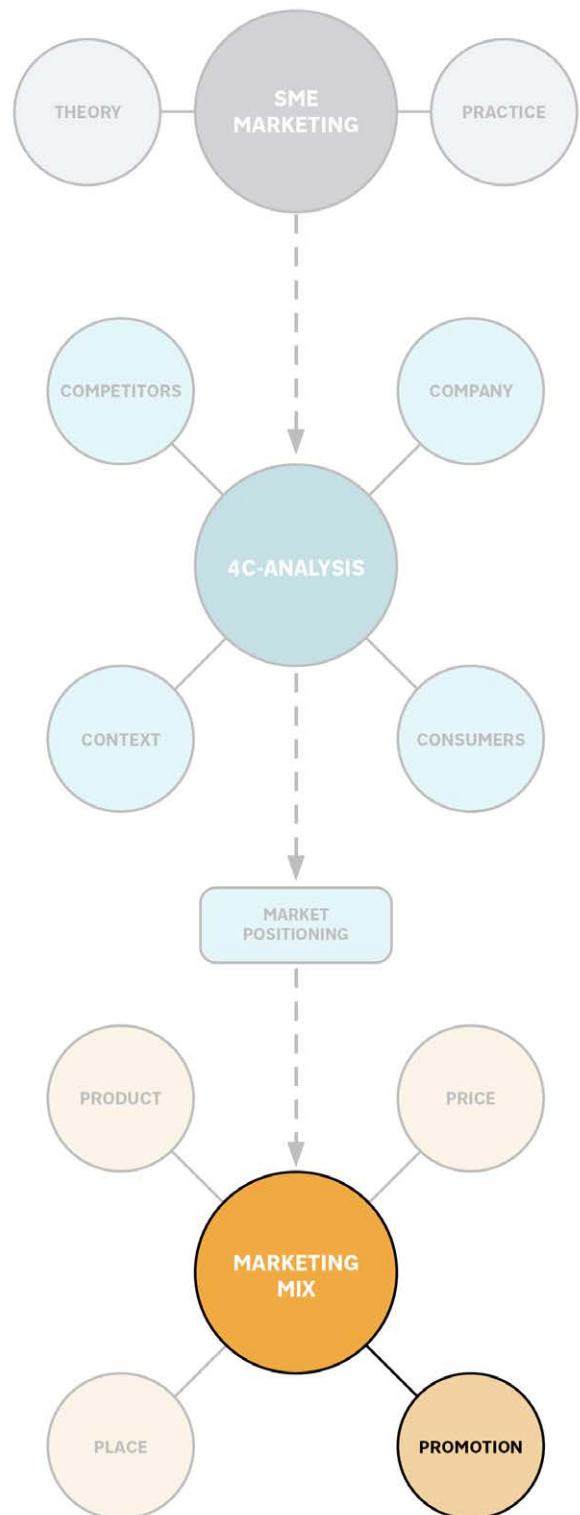 THEORY
SME
MARKETING
PRACTICE
COMPETITORS
COMPANY
4C-ANALYSIS
CONTEXT
CONSUMERS
MARKET
POSITIONING
PRODUCT
PRICE
MARKETING
MIX
PLACE
PROMOTION